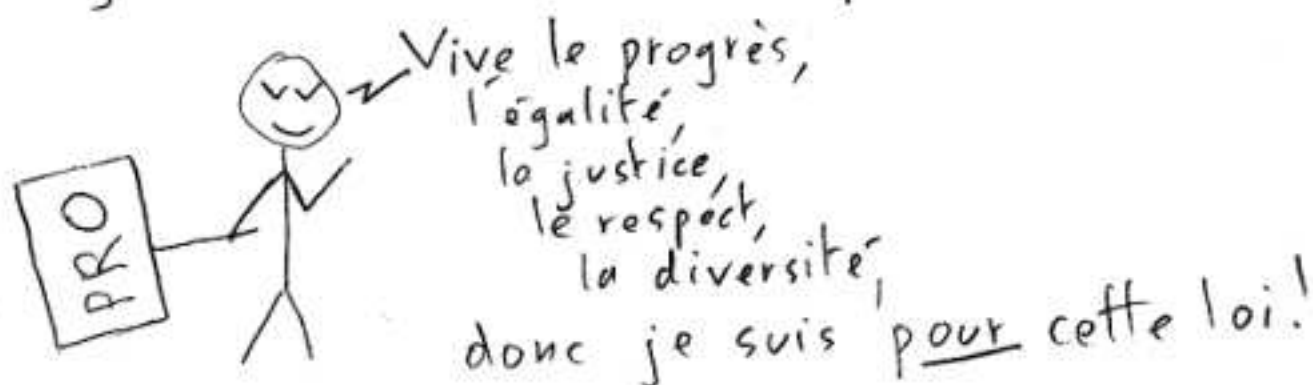 Vive le progrès,
l'égalité,
la justice,
le respect,
la diversité,
donc je suis pour cette loi!
PRO